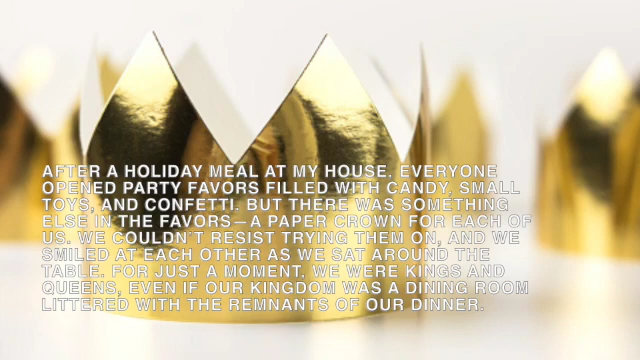 AFTER A HOLIDAY MEAL AT MY HOUSE, EVERYONE
OPENED PARTY FAVORS FILLED WITH CANDY, SMALL
TOYS, AND CONFETTI. BUT THERE WAS SOMETHING
ELSE IN THE FAVORS—A PAPER CROWN FOR EACH OF
US. WE COULDN'T RESIST TRYING THEM ON, AND WE
SMILED AT EACH OTHER AS WE SAT AROUND THE
TABLE. FOR JUST A MOMENT, WE WERE KINGS AND
QUEENS, EVEN IF OUR KINGDOM WAS A DINING ROOM
LITTERED WITH THE REMNANTS OF OUR DINNER.